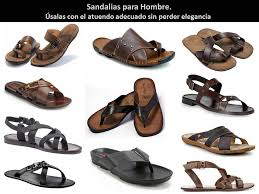 Sandalias para Hombre.
Úsalas con el atuendo adecuado sin perder elegancia